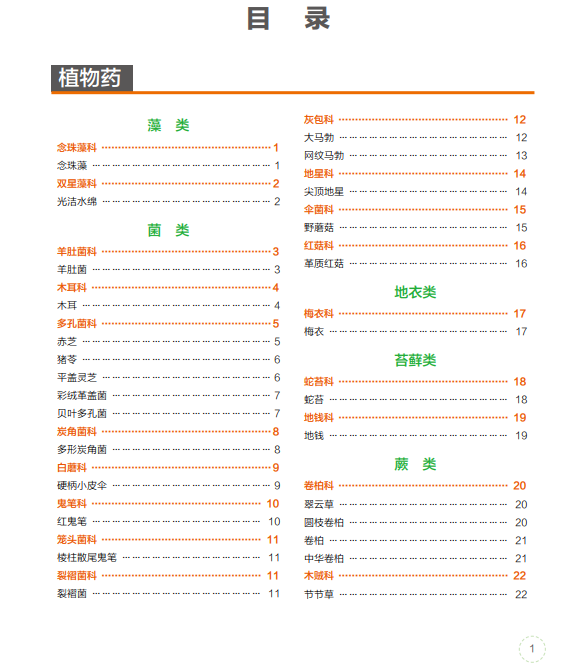 目 录
植物药
藻 类
念珠藻科 1
念珠藻 1
双星藻科 2
光洁水绵 2
菌 类
羊肚菌科 3
羊肚菌 3
木耳科 4
木耳 4
多孔菌科 5
赤芝 5
猪苓 6
平盖灵芝 6
彩绒革盖菌 7
贝叶多孔菌 7
炭角菌科 8
多形炭角菌 8
白蘑科 9
硬柄小皮伞 9
鬼笔科 10
红鬼笔 10
笼头菌科 11
棱柱散尾鬼笔 11
裂褶菌科 11
裂褶菌 11
灰包科 12
大马勃 12
网纹马勃 13
地星科 14
尖顶地星 14
伞菌科 15
野蘑菇 15
红菇科 16
革质红菇 16
地衣类
梅衣科 17
梅衣 17
苔藓类
蛇苔科 18
蛇苔 18
地钱科 19
地钱 19
蕨 类
卷柏科 20
翠云草 20
圆枝卷柏 20
卷柏 21
中华卷柏 21
木贼科 22
节节草 22
1